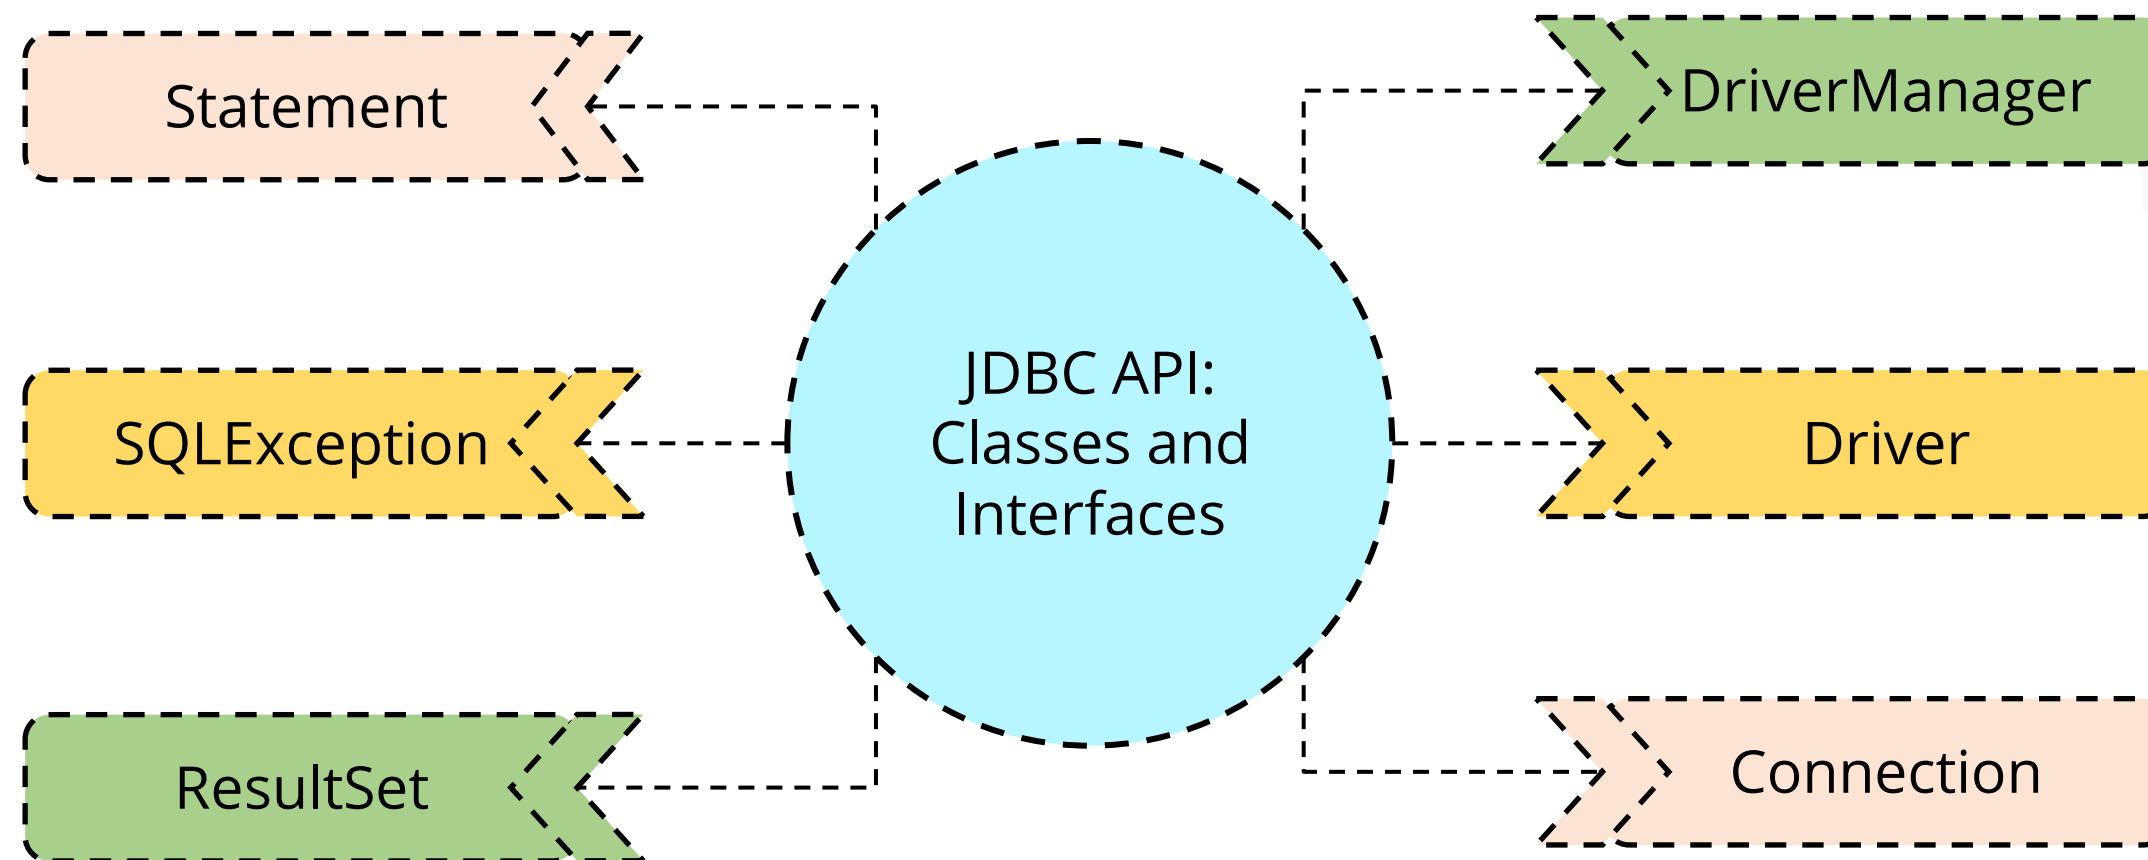 Statement
DriverManager
JDBC API:
Classes and
Interfaces
SQLException
Driver
ResultSet
Connection